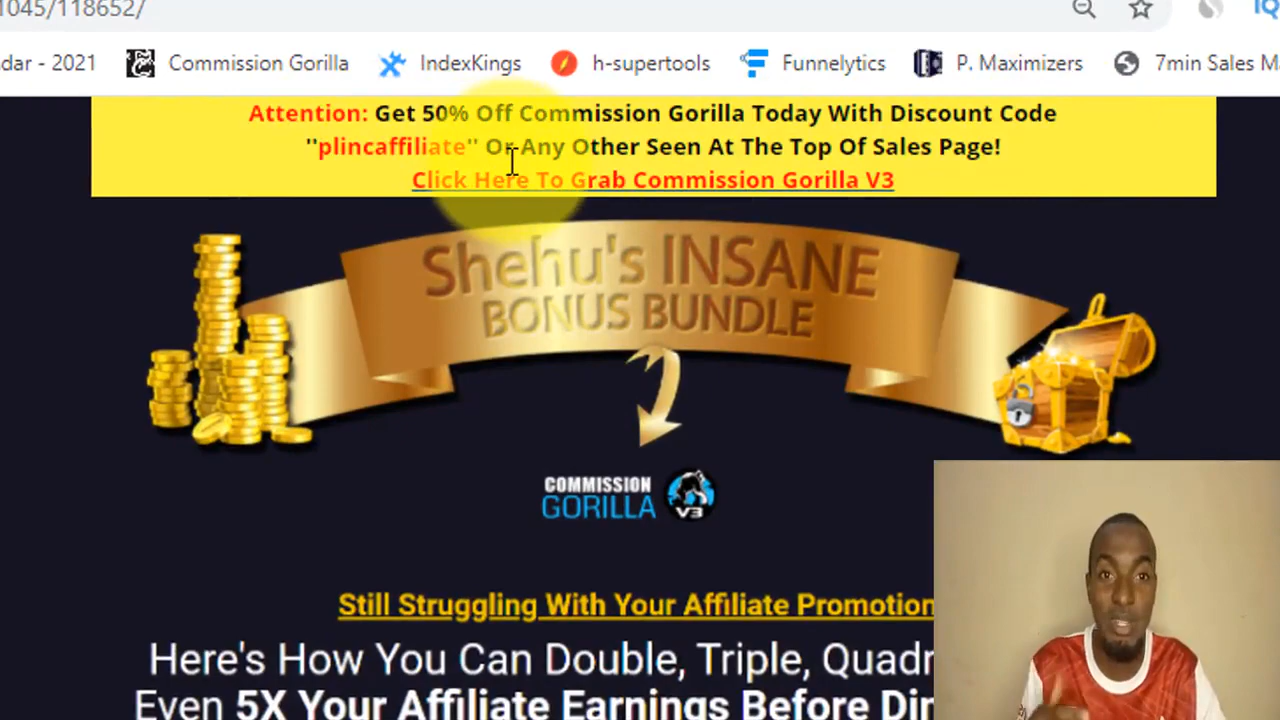 1045/118652/
dar - 2021 Commission Gorilla IndexKings h-supertools Funnelytics P. Maximizers 7min Sales M
Attention: Get 50% Off Commission Gorilla Today With Discount Code
"plincaffiliate" Or Any Other Seen At The Top Of Sales Page!
Click Here To Grab Commission Gorilla V3
Shehu's INSANE
BONUS BUNDLE
COMMISSION
GORILLA V3
Still Struggling With Your Affiliate Promotion
Here's How You Can Double, Triple, Quadr
Even 5X Your Affiliate Earnings Before Din